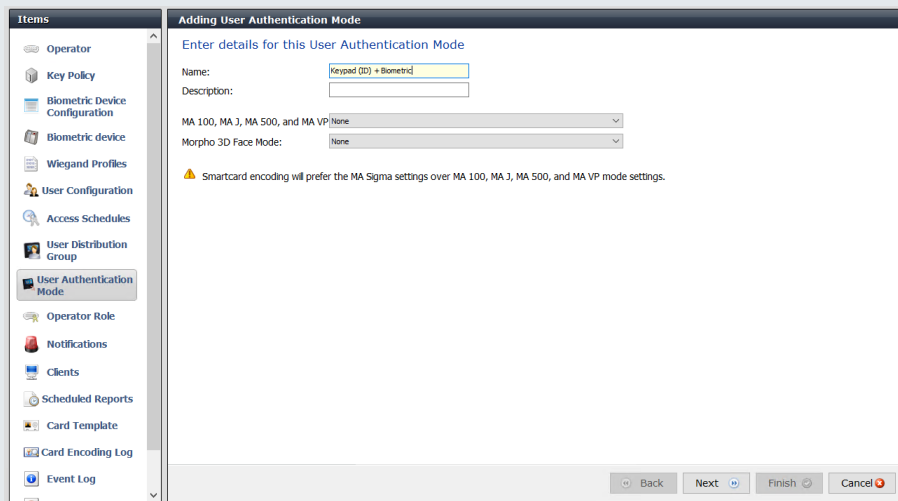 Items
Operator
Key Policy
Biometric Device
Configuration
Biometric device
Wiegand Profiles
User Configuration
Access Schedules
User Distribution
Group
User Authentication
Mode
Operator Role
Notifications
Clients
Scheduled Reports
Card Template
Card Encoding Log
Event Log
Adding User Authentication Mode
Enter details for this User Authentication Mode
Name: Keypad (ID) + Biometric
Description:
MA 100, MA J, MA 500, and MA VP None
Morpho 3D Face Mode: None
Smartcard encoding will prefer the MA Sigma settings over MA 100, MA J, MA 500, and MA VP mode settings.
Back Next Finish Cancel